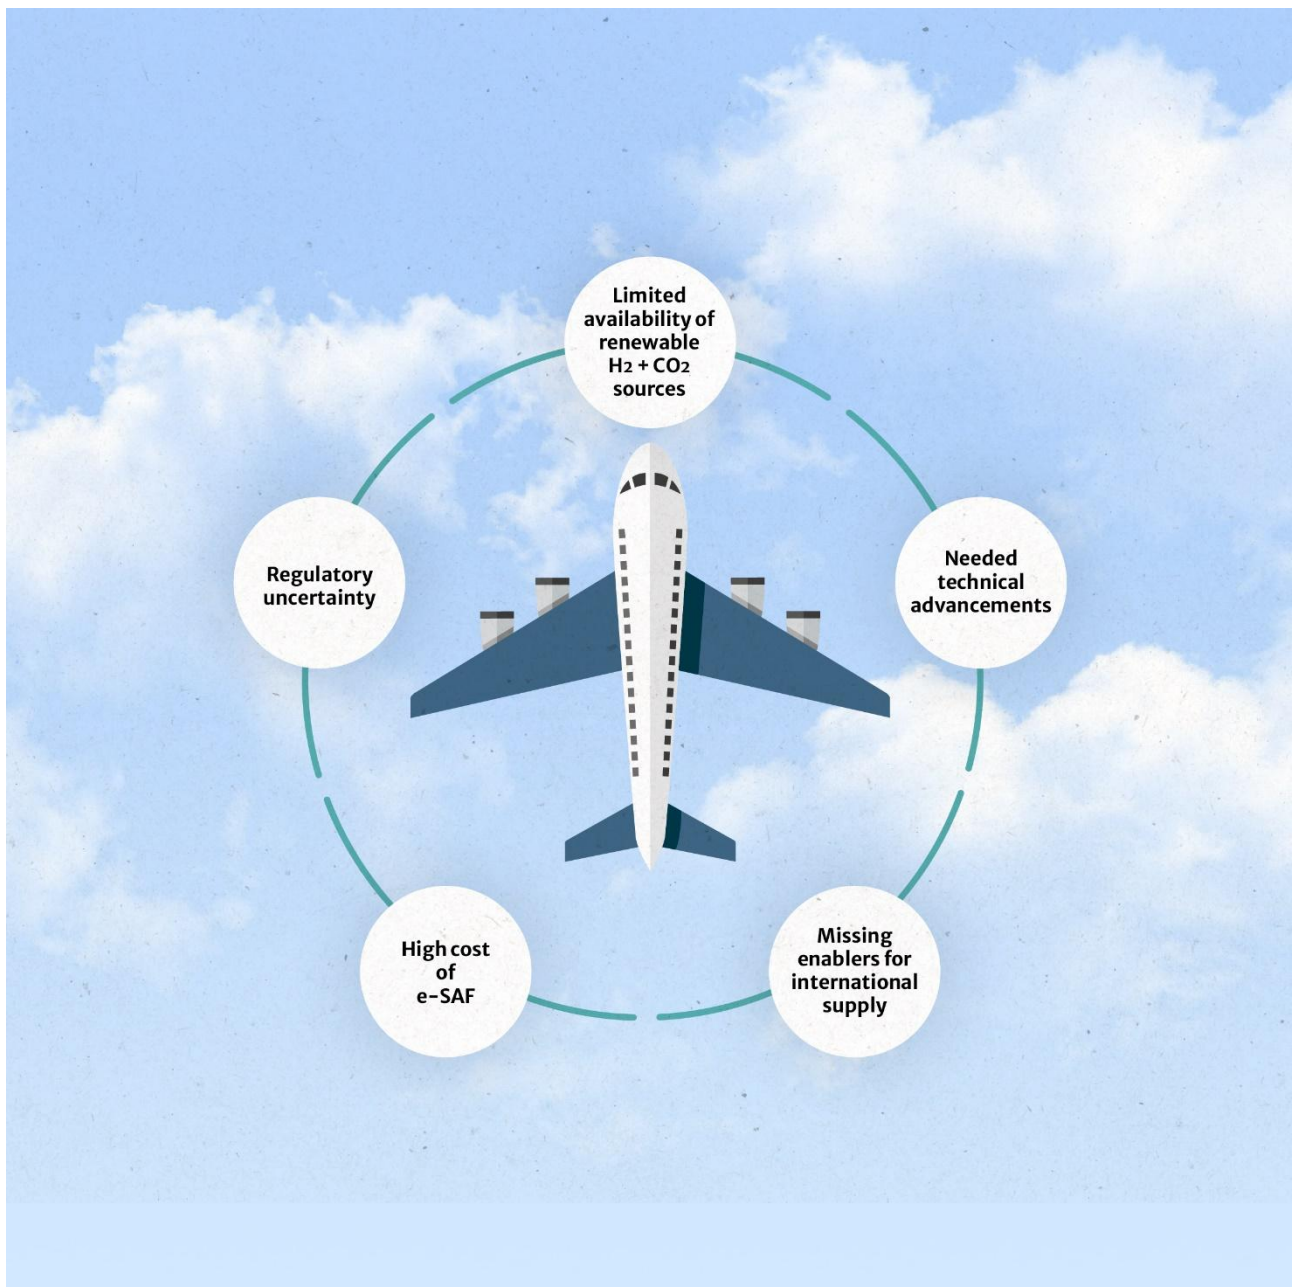 Limited
availability of
renewable
H2 + CO2
sources
Needed
technical
advancements
Missing
enablers for
international
supply
High cost
of
e-SAF
Regulatory
uncertainty